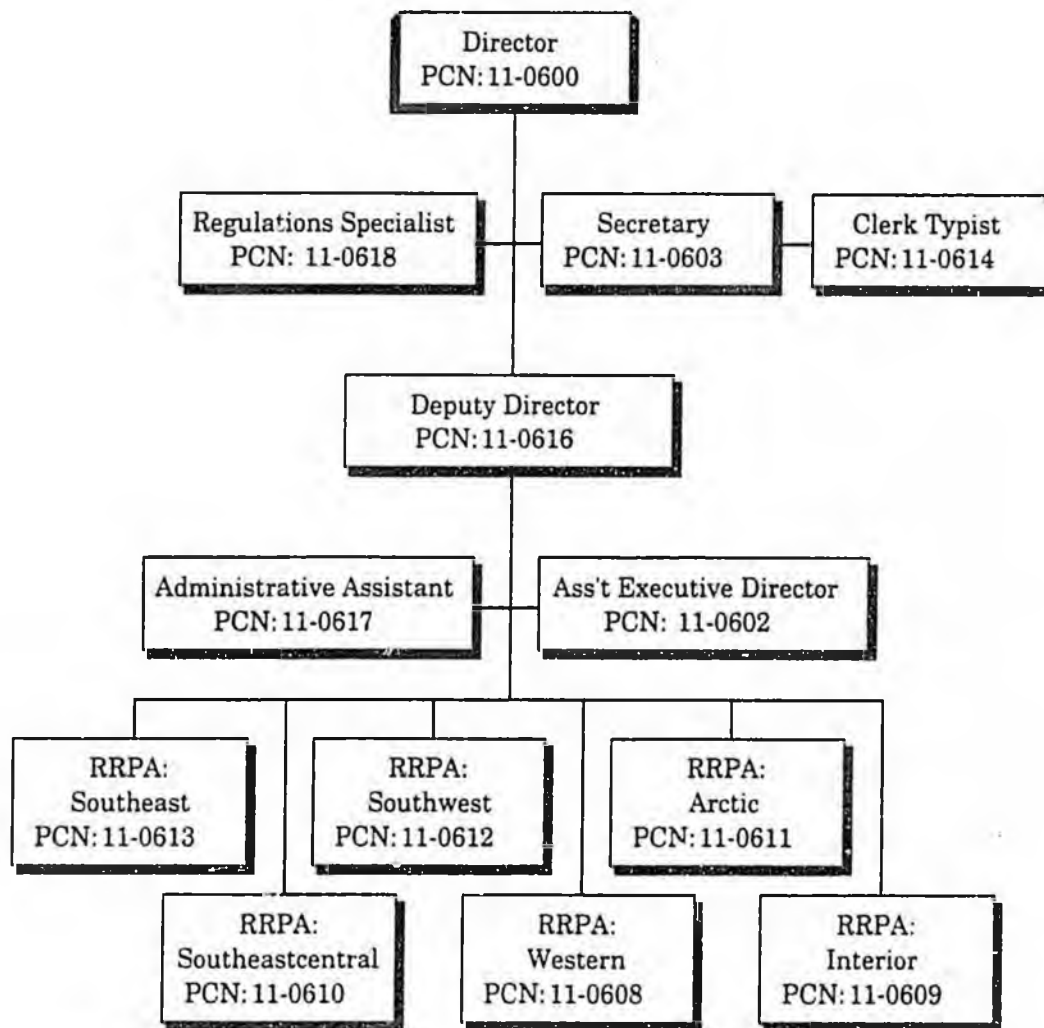 Director
PCN: 11-0600
Regulations Specialist
PCN: 11-0618
Secretary
PCN: 11-0603
Clerk Typist
PCN: 11-0614
Deputy Director
PCN: 11-0616
Administrative Assistant
PCN: 11-0617
Ass't Executive Director
PCN: 11-0602
RRPA:
Southeast
PCN: 11-0613
RRPA:
Southwest
PCN: 11-0612
RRPA:
Arctic
PCN: 11-0611
RRPA:
Southeastcentral
PCN: 11-0610
RRPA:
Western
PCN: 11-0608
RRPA:
Interior
PCN: 11-0609